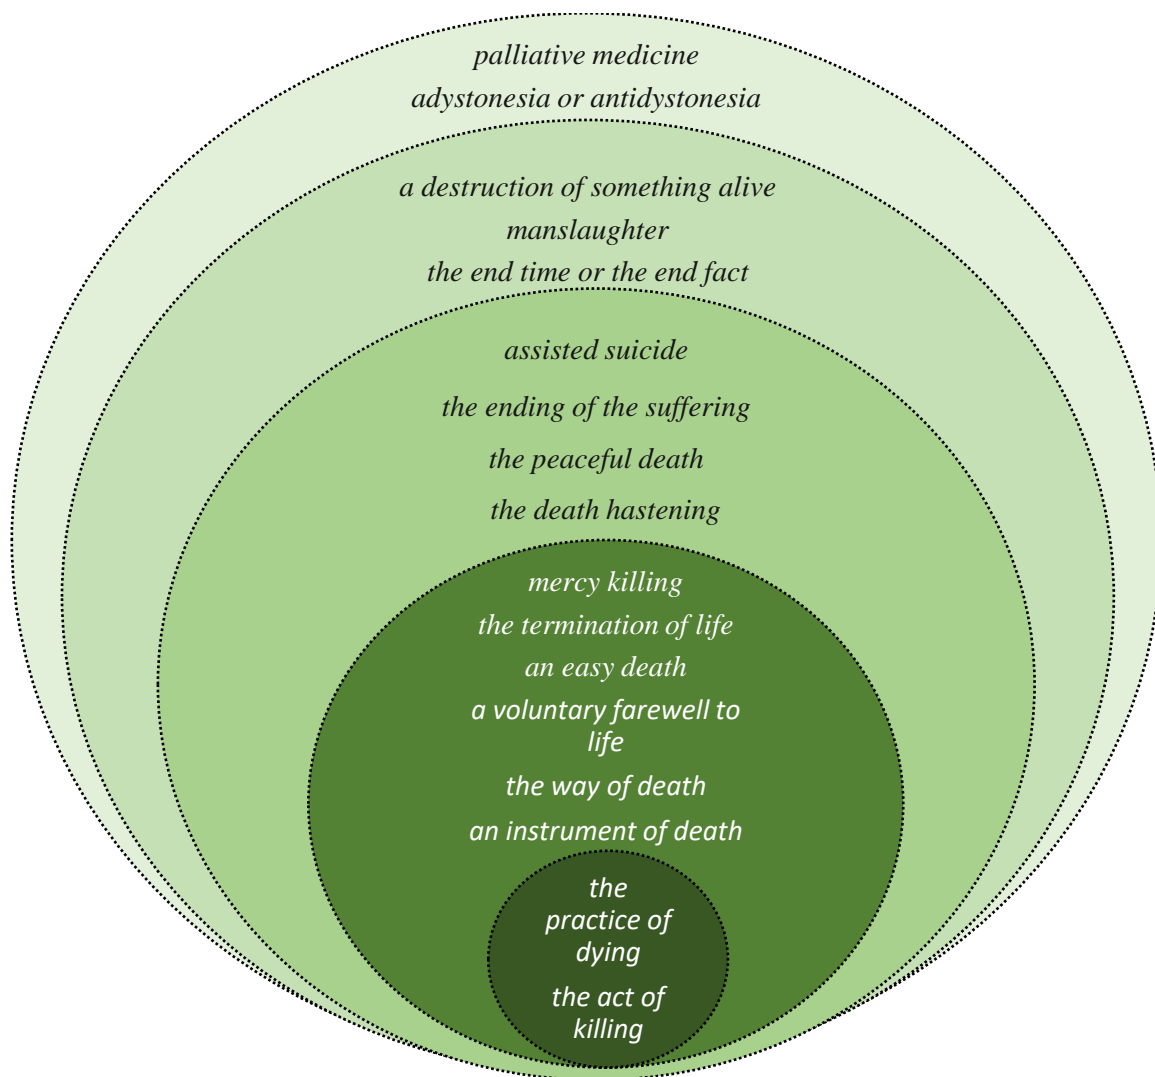 palliative medicine
adystonesia or antidystonesia
a destruction of something alive
manslaughter
the end time or the end fact
assisted suicide
the ending of the suffering
the peaceful death
the death hastening
mercy killing
the termination of life
an easy death
a voluntary farewell to
life
the way of death
an instrument of death
the
practice of
dying
the act of
killing